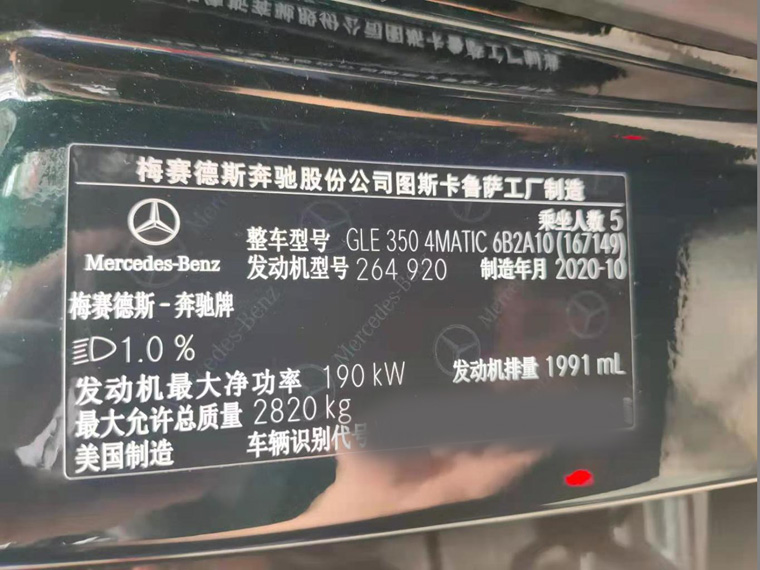 梅赛德斯奔驰股份公司图斯卡鲁萨工厂制造
乘坐人数 5
整车型号 GLE 350 4MATIC 6B2A10(167149)
Mercedes-Benz
发动机型号 264 920 制造年月 2020-10
梅赛德斯-奔驰牌
1.0 %
发动机最大净功率 190 kW 发动机排量 1991 mL
最大允许总质量 2820 kg
美国制造 车辆识别代号